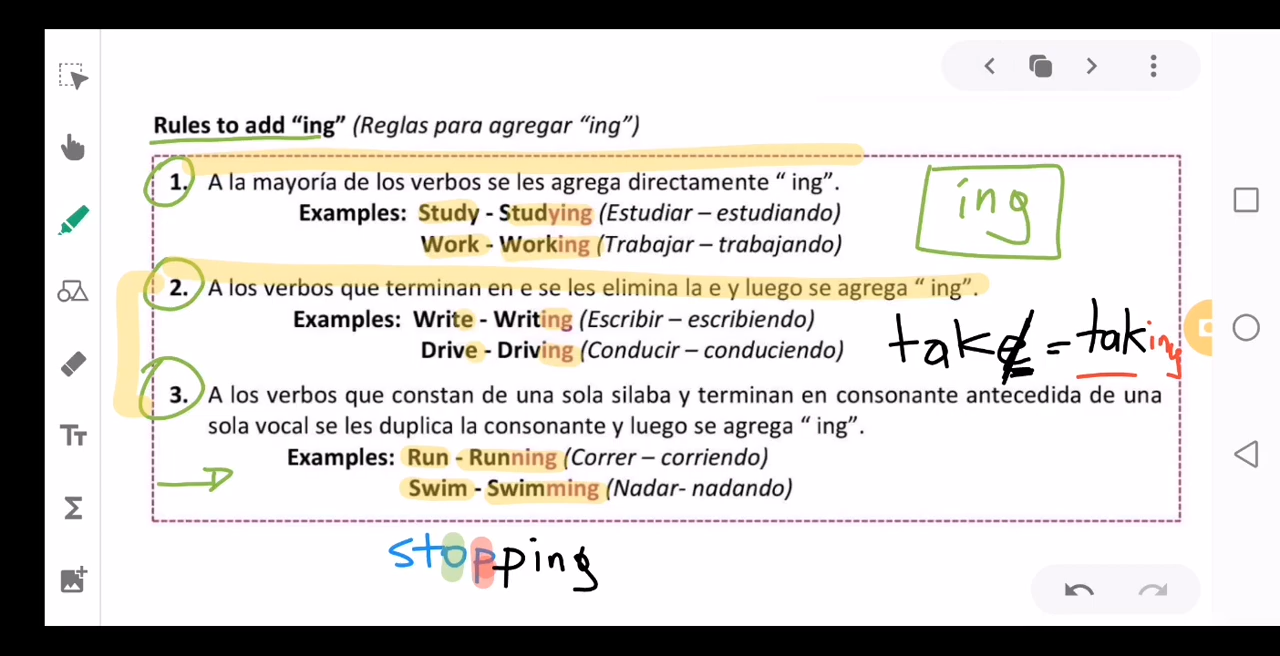 Rules to add “ing” (Reglas para agregar “ing”)
1. A la mayoría de los verbos se les agrega directamente “ ing”.
Examples: Study - Studying (Estudiar – estudiando)
Work - Working (Trabajar – trabajando)
ing
2. A los verbos que terminan en e se les elimina la e y luego se agrega “ ing”.
Examples: Write - Writing (Escribir – escribiendo)
Drive - Driving (Conducir – conduciendo)
take = taking
3. A los verbos que constan de una sola silaba y terminan en consonante antecedida de una
sola vocal se les duplica la consonante y luego se agrega “ ing”.
Examples: Run - Running (Correr – corriendo)
Swim - Swimming (Nadar- nadando)
stopping
Tт
Σ